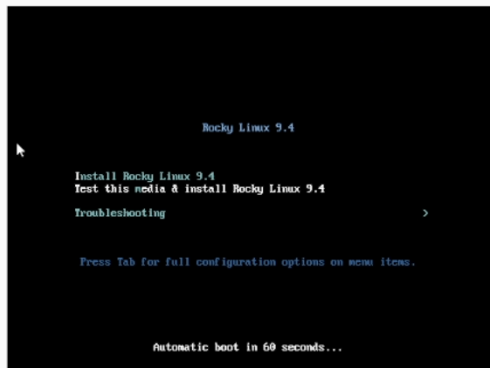 Rocky Linux 9.4
Install Rocky Linux 9.4
Test this media & install Rocky Linux 9.4
Troubleshooting >
Press Tab for full configuration options on menu items.
Automatic boot in 60 seconds...